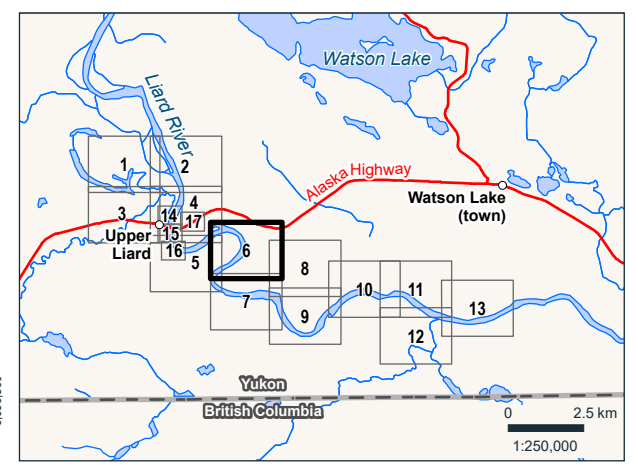 Watson Lake
Liard River
1
2
Alaska Highway
Watson Lake
(town)
3
4
14
17
15
Upper
Liard
16
5
6
8
7
9
10
11
13
12
Yukon
British Columbia
0 2.5 km
1:250,000